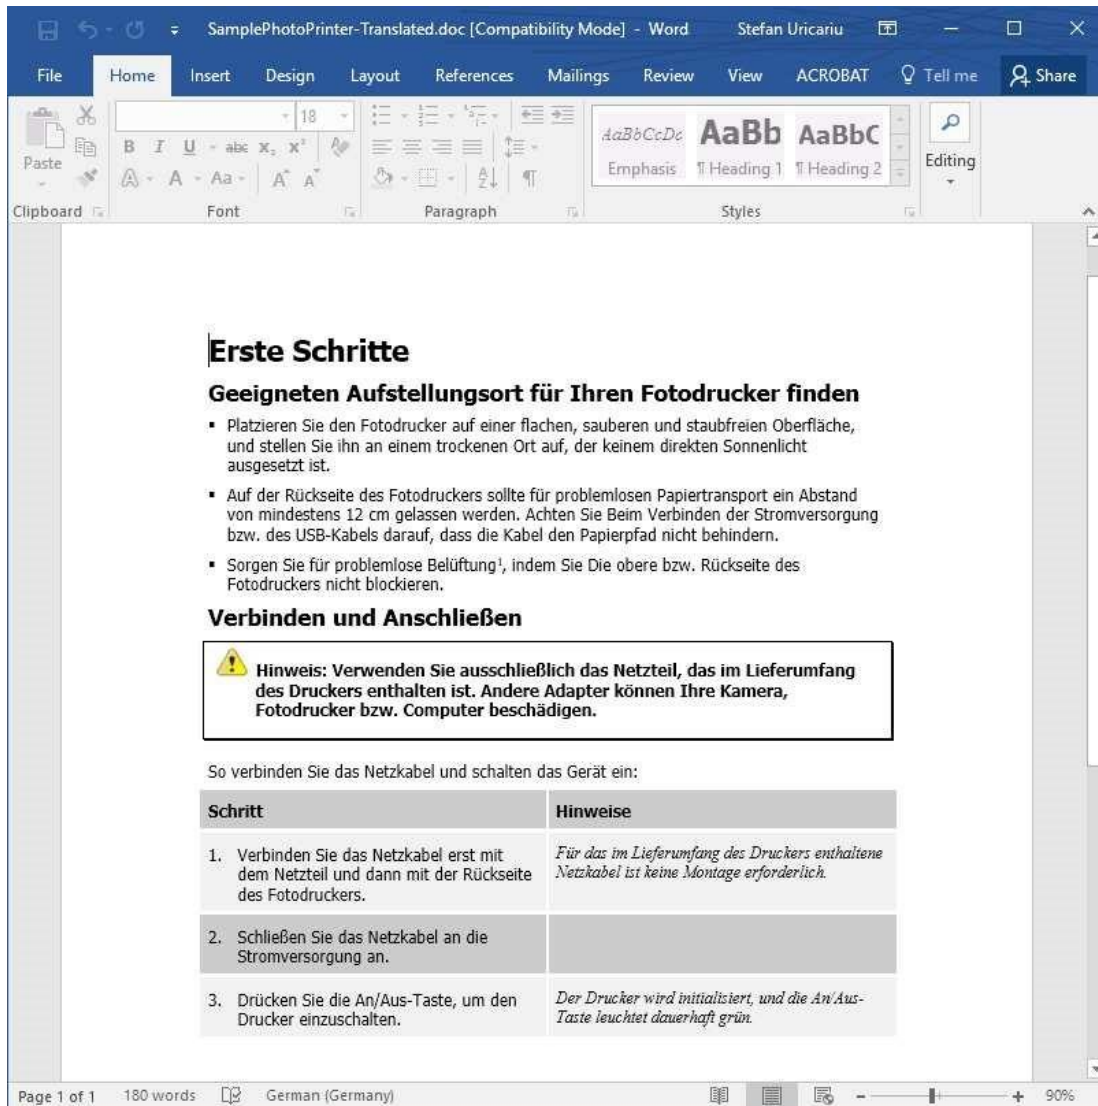 SamplePhotoPrinter-Translated.doc [Compatibility Mode] - Word Stefan Uricariu
File Home Insert Design Layout References Mailings Review View ACROBAT Tell me Share
18
Paste
B I U abc X₂ X²
A A Aa A A
AaBbCcDc AaBb AaBbC
Emphasis ¶ Heading 1 ¶ Heading 2
Editing
Clipboard Font Paragraph Styles
Erste Schritte
Geeigneten Aufstellungsort für Ihren Fotodrucker finden
▪ Platzieren Sie den Fotodrucker auf einer flachen, sauberen und staubfreien Oberfläche,
und stellen Sie ihn an einem trockenen Ort auf, der keinem direkten Sonnenlicht
ausgesetzt ist.
▪ Auf der Rückseite des Fotodruckers sollte für problemlosen Papiertransport ein Abstand
von mindestens 12 cm gelassen werden. Achten Sie Beim Verbinden der Stromversorgung
bzw. des USB-Kabels darauf, dass die Kabel den Papierpfad nicht behindern.
▪ Sorgen Sie für problemlose Belüftung¹, indem Sie Die obere bzw. Rückseite des
Fotodruckers nicht blockieren.
Verbinden und Anschließen
Hinweis: Verwenden Sie ausschließlich das Netzteil, das im Lieferumfang
des Druckers enthalten ist. Andere Adapter können Ihre Kamera,
Fotodrucker bzw. Computer beschädigen.
So verbinden Sie das Netzkabel und schalten das Gerät ein:
Schritt Hinweise
1. Verbinden Sie das Netzkabel erst mit
dem Netzteil und dann mit der Rückseite
des Fotodruckers.
Für das im Lieferumfang des Druckers enthaltene
Netzkabel ist keine Montage erforderlich.
2. Schließen Sie das Netzkabel an die
Stromversorgung an.
3. Drücken Sie die An/Aus-Taste, um den
Drucker einzuschalten.
Der Drucker wird initialisiert, und die An/Aus-
Taste leuchtet dauerhaft grün.
Page 1 of 1 180 words German (Germany) 90%